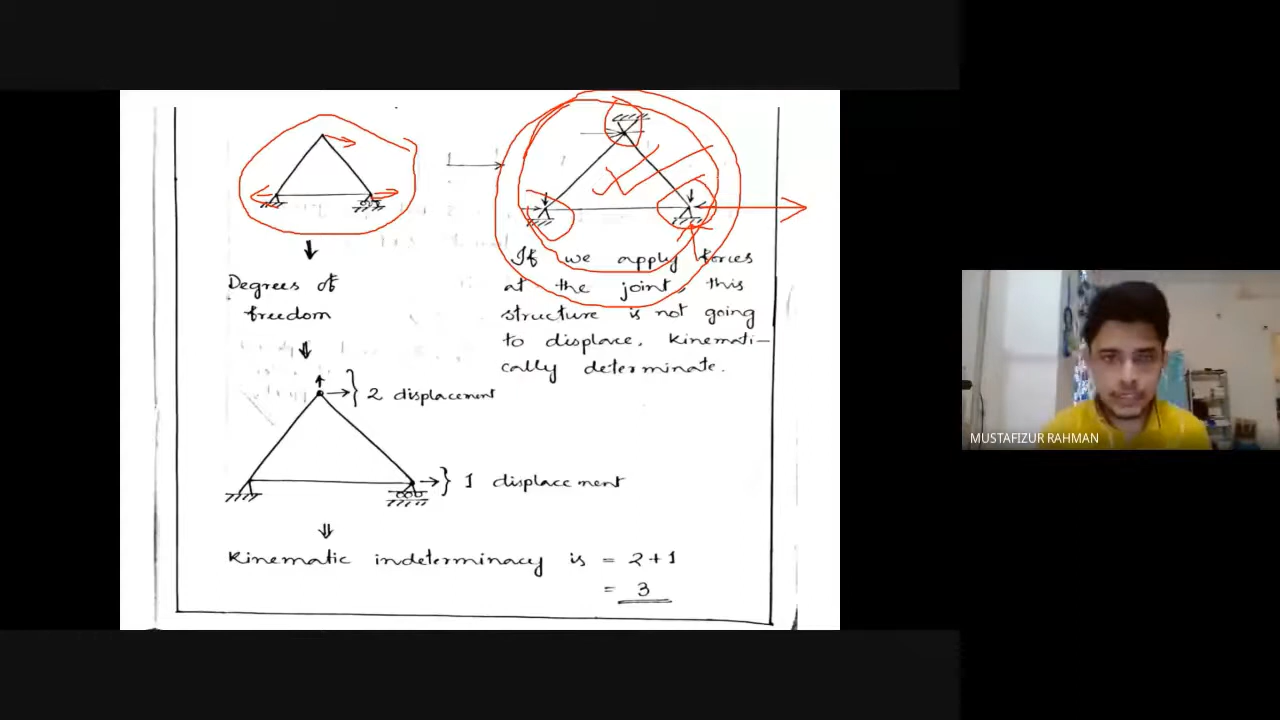 Degrees of
freedom
If we apply forces
at the joint, this
structure is not going
to displace. Kinemati-
cally determinate.
2 displacement
1 displacement
Kinematic indeterminacy is = 2+1
= 3
MUSTAFIZUR RAHMAN